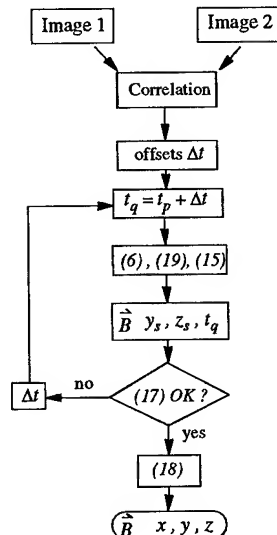 Image 1 Image 2
Correlation
offsets Δt
t_q = t_p + Δt
(6) , (19), (15)
B⃗ y_s , z_s , t_q
(17) OK ?
no
Δt
yes
(18)
B⃗ x , y , z